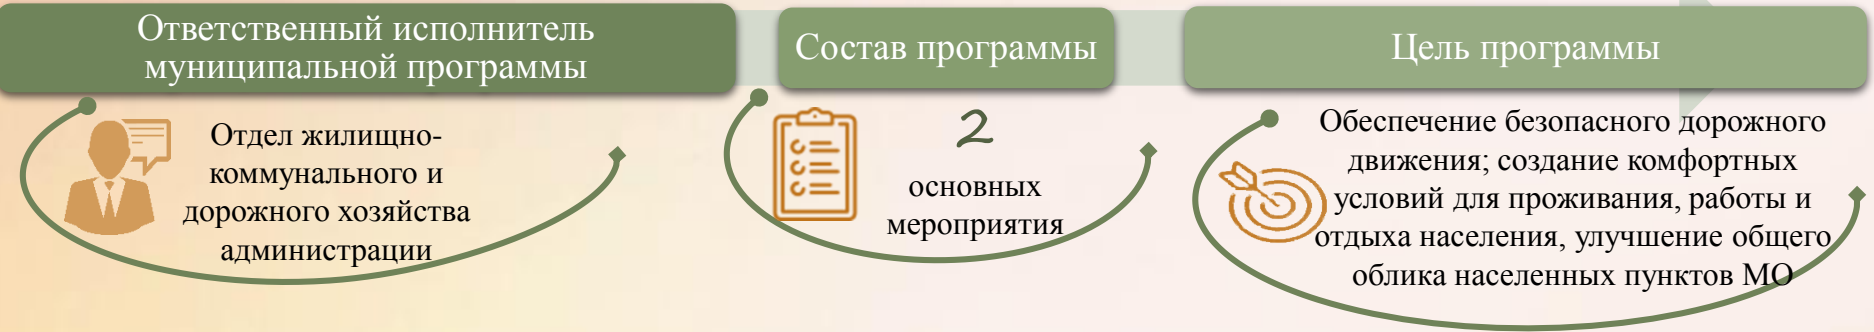 Ответственный исполнитель
муниципальной программы
Отдел жилищно-
коммунального и
дорожного хозяйства
администрации
Состав программы
2
основных
мероприятия
Цель программы
Обеспечение безопасного дорожного
движения; создание комфортных
условий для проживания, работы и
отдыха населения, улучшение общего
облика населенных пунктов МО